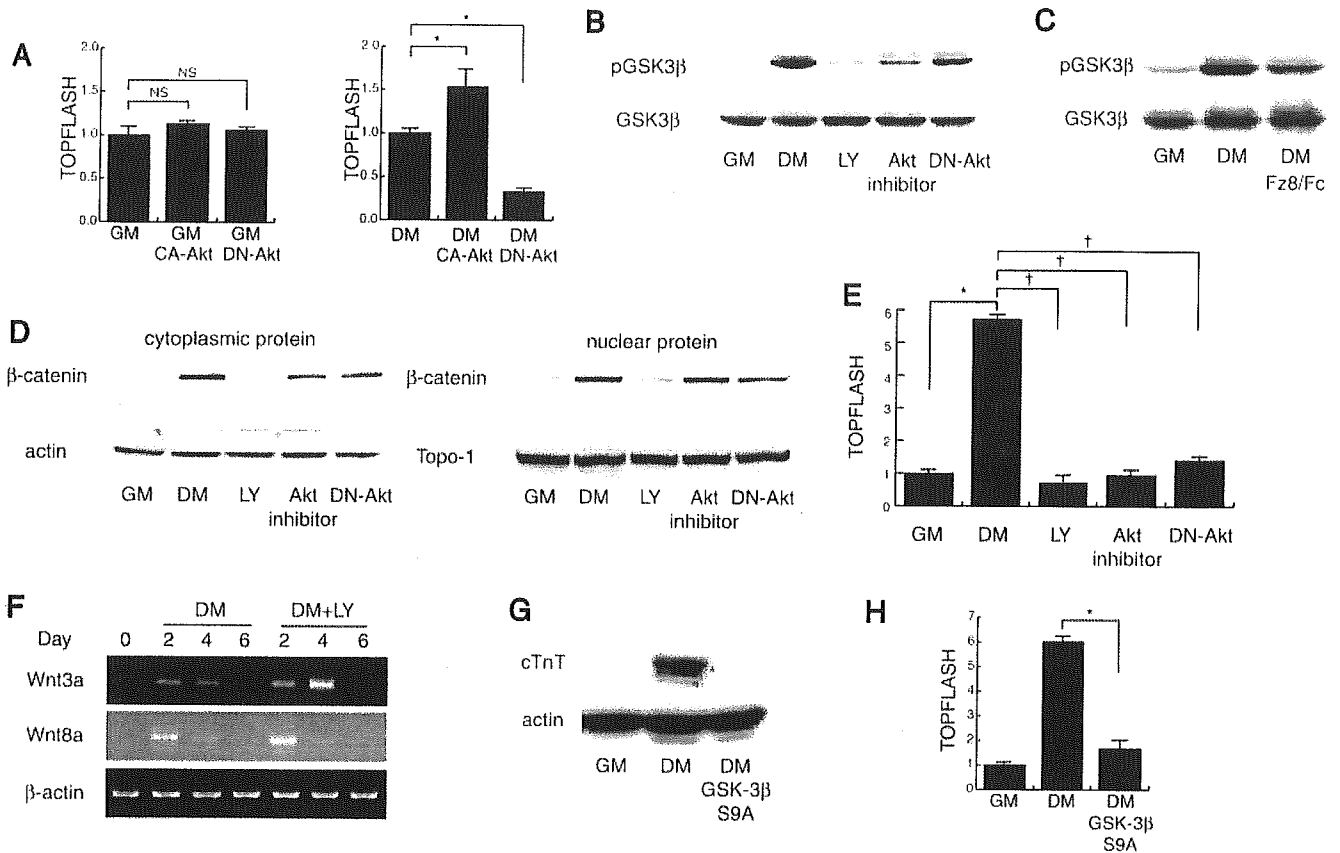 A
TOPFLASH
2.0
1.5
1.0
0.5
0.0
NS
NS
GM
GM
CA-Akt
GM
DN-Akt
TOPFLASH
2.0
1.5
1.0
0.5
0.0
*
*
DM
DM
CA-Akt
DM
DN-Akt
B
pGSK3β
GSK3β
GM
DM
LY
Akt
inhibitor
DN-Akt
C
pGSK3β
GSK3β
GM
DM
DM
Fz8/Fc
D
cytoplasmic protein
β-catenin
actin
GM
DM
LY
Akt
inhibitor
DN-Akt
nuclear protein
β-catenin
Topo-1
GM
DM
LY
Akt
inhibitor
DN-Akt
E
TOPFLASH
6
5
4
3
2
1
0
*
†
†
†
GM
DM
LY
Akt
inhibitor
DN-Akt
F
DM
DM+LY
Day 0 2 4 6 2 4 6
Wnt3a
Wnt8a
β-actin
G
cTnT
actin
GM
DM
DM
GSK-3β
S9A
H
TOPFLASH
7
6
5
4
3
2
1
0
*
GM
DM
DM
GSK-3β
S9A